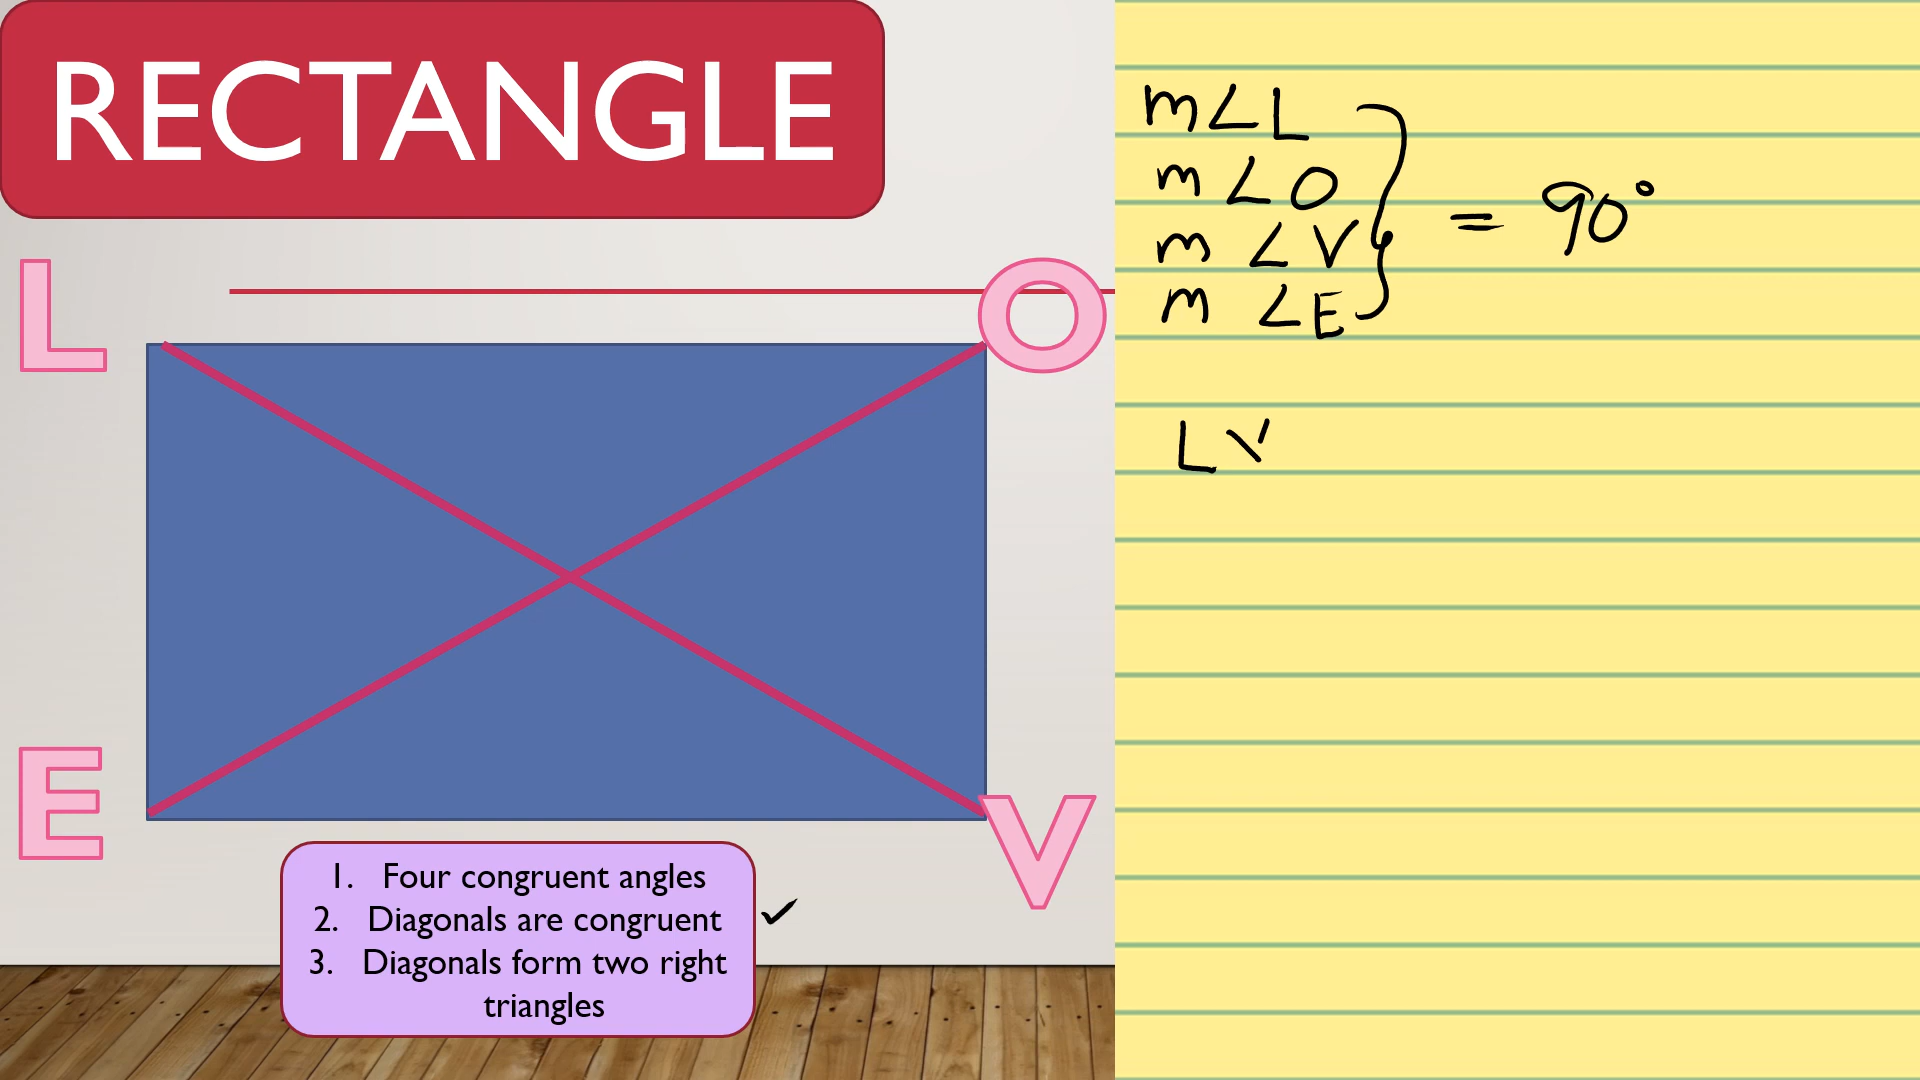 RECTANGLE
L
O
E
V
1. Four congruent angles
2. Diagonals are congruent ✓
3. Diagonals form two right
triangles
m∠L
m∠O
m∠V
m∠E
= 90°
LV